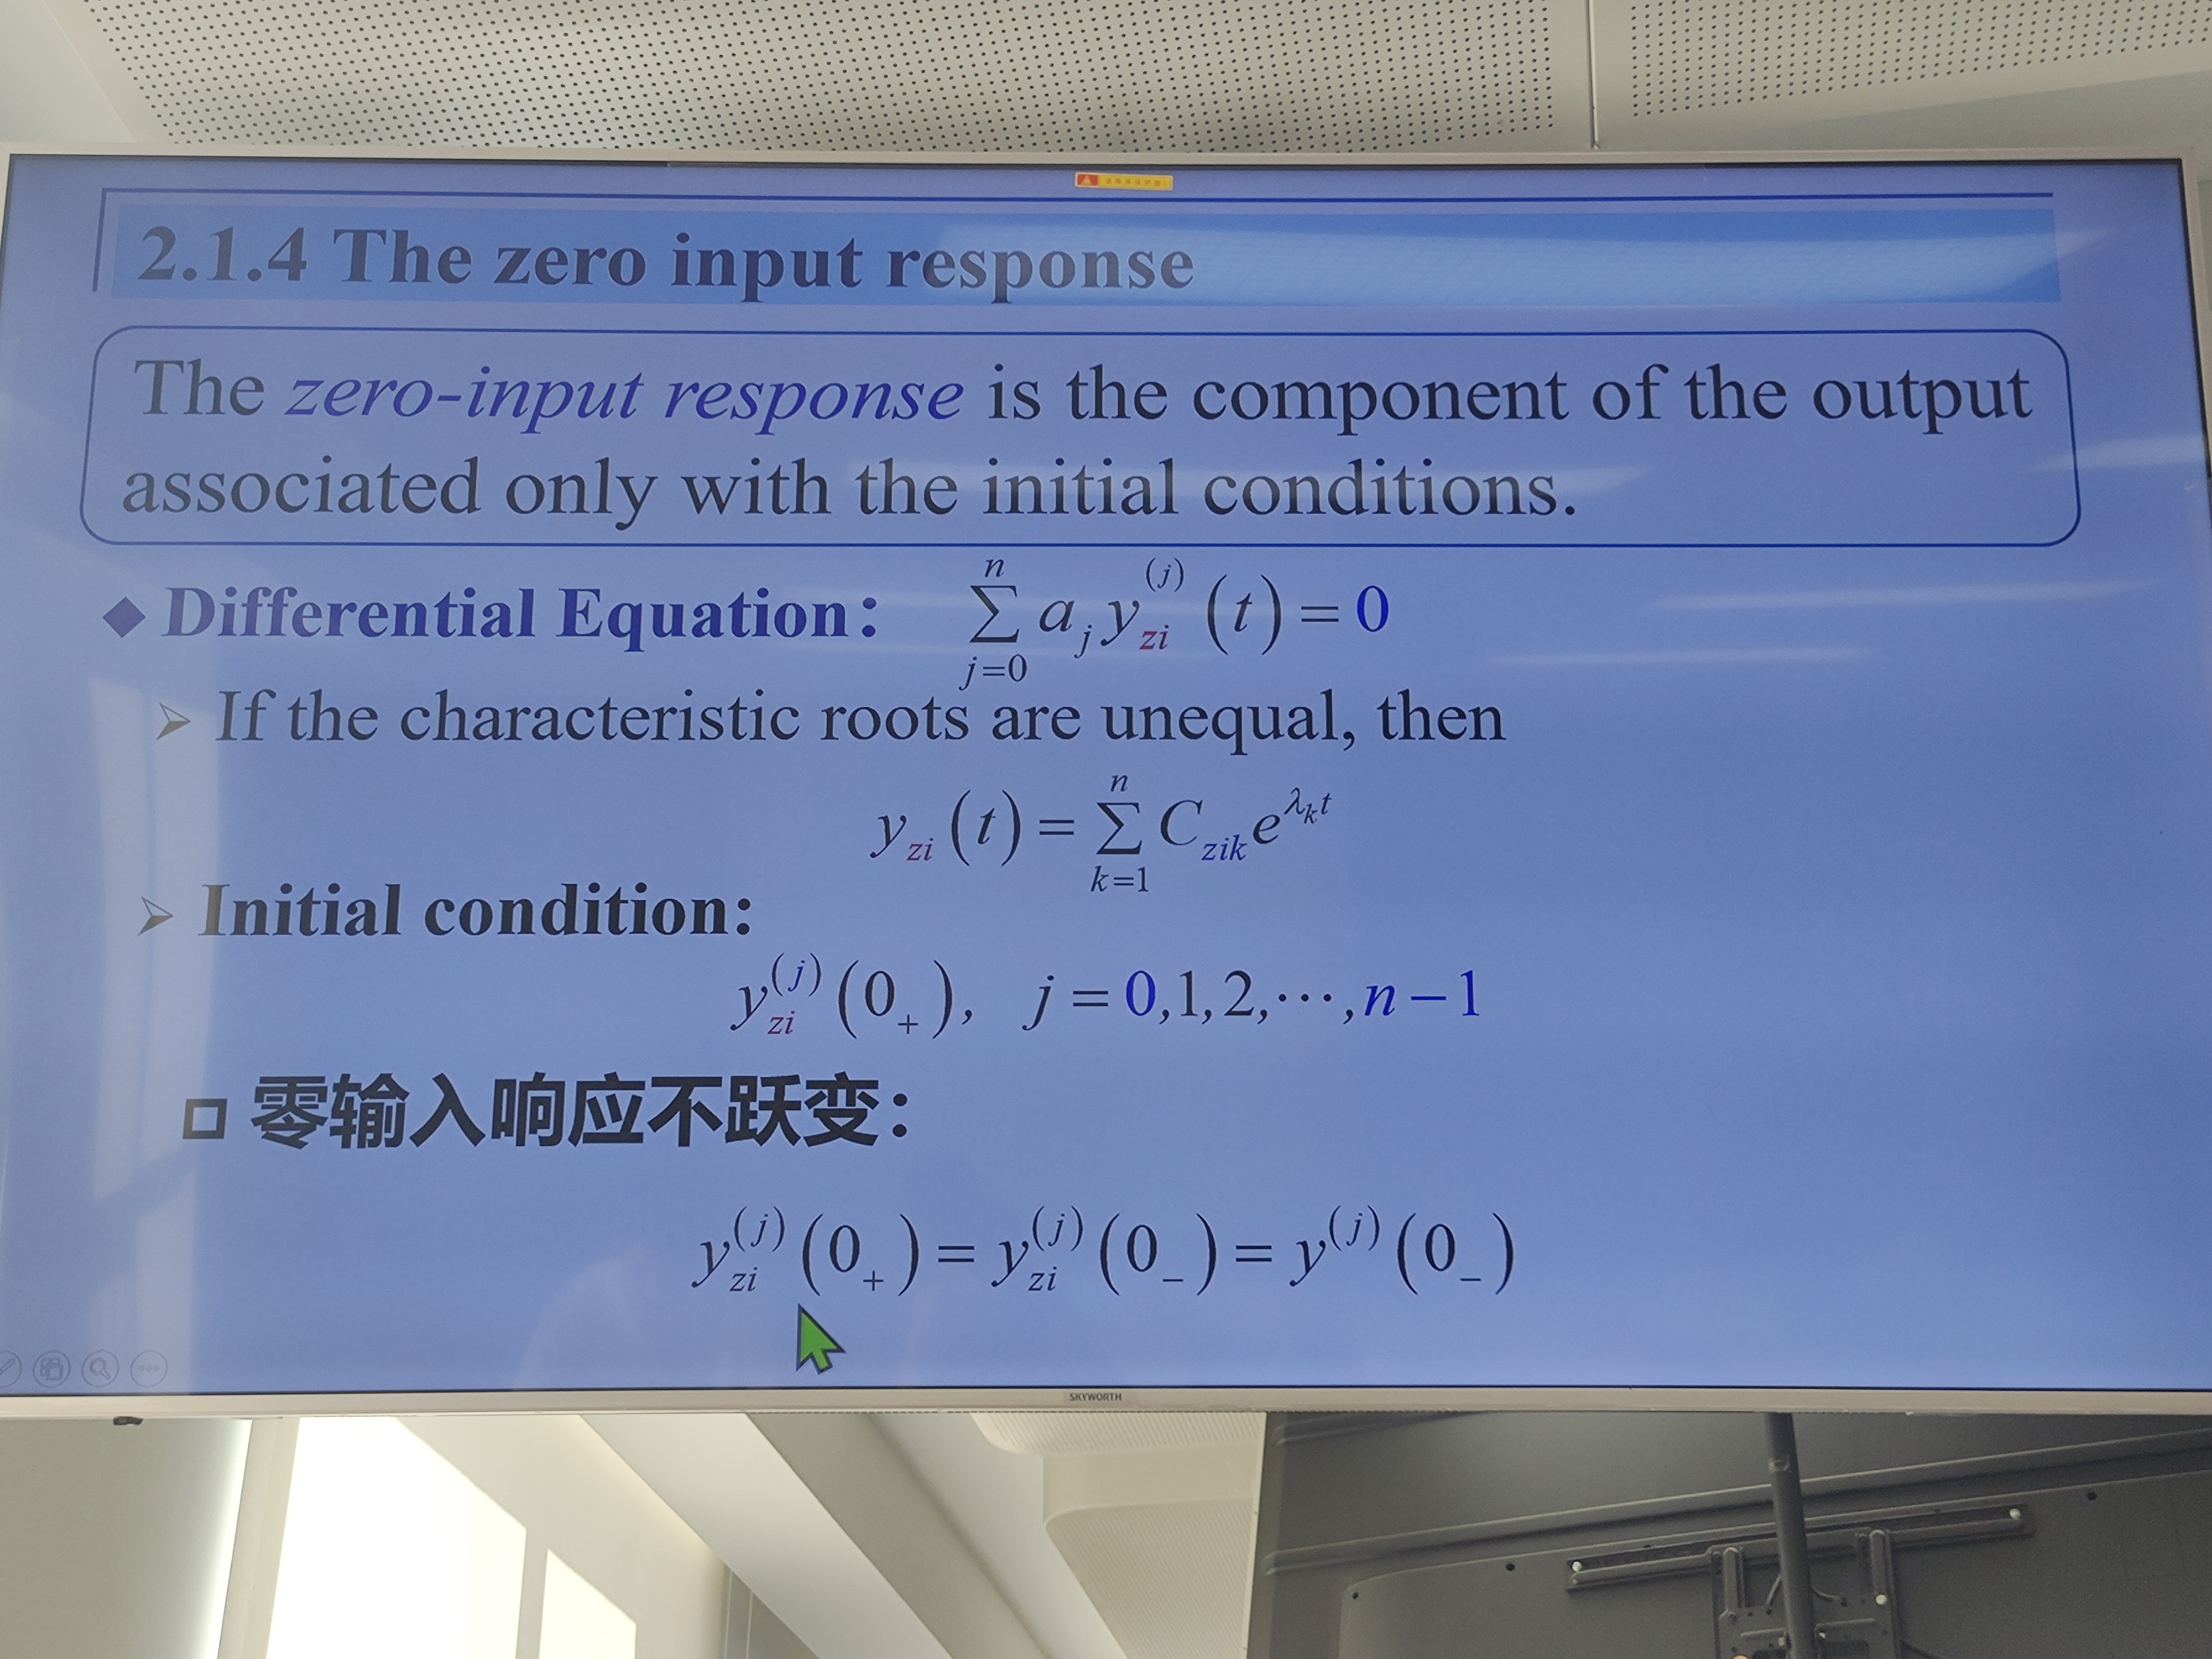 2.1.4 The zero input response
The zero-input response is the component of the output
associated only with the initial conditions.
◆ Differential Equation： \sum_{j=0}^{n} a_j y_{zi}^{(j)}(t) = 0
➢ If the characteristic roots are unequal, then
y_{zi}(t) = \sum_{k=1}^{n} C_{zik} e^{λ_k t}
➢ Initial condition:
y_{zi}^{(j)}(0_+), j = 0,1,2,⋯,n−1
□ 零输入响应不跃变：
y_{zi}^{(j)}(0_+) = y_{zi}^{(j)}(0_−) = y^{(j)}(0_−)
SKYWORTH